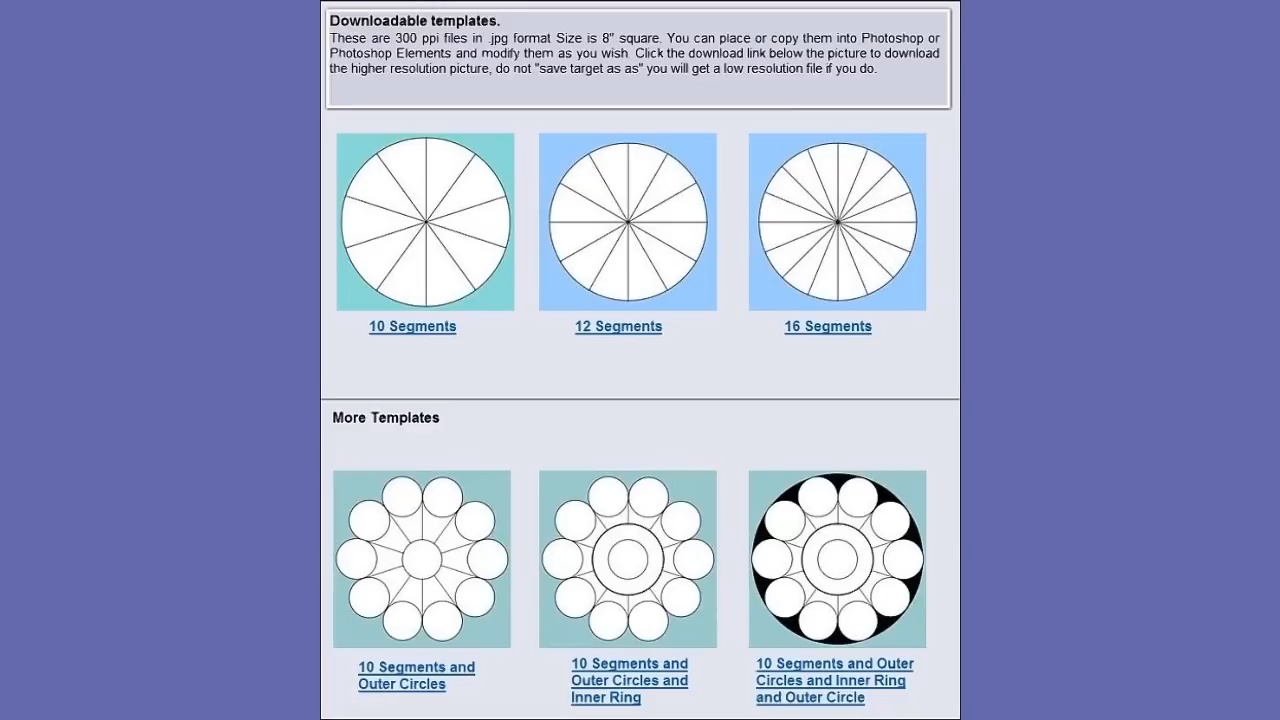 Downloadable templates.
These are 300 ppi files in .jpg format Size is 8" square. You can place or copy them into Photoshop or
Photoshop Elements and modify them as you wish Click the download link below the picture to download
the higher resolution picture, do not "save target as as" you will get a low resolution file if you do.
10 Segments
12 Segments
16 Segments
More Templates
10 Segments and
Outer Circles
10 Segments and
Outer Circles and
Inner Ring
10 Segments and Outer
Circles and Inner Ring
and Outer Circle